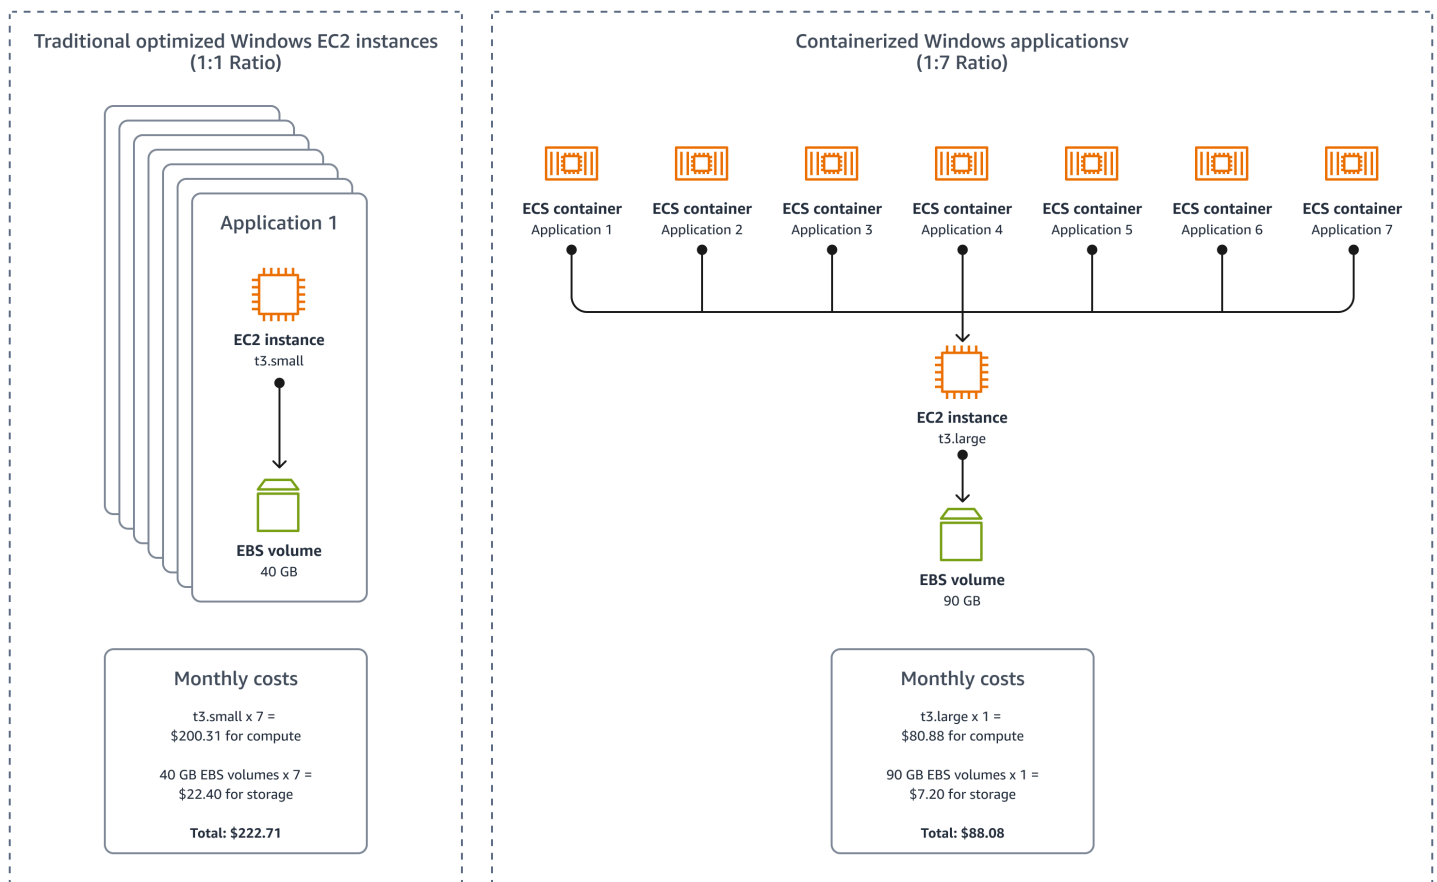 Traditional optimized Windows EC2 instances
(1:1 Ratio)
Application 1
EC2 instance
t3.small
EBS volume
40 GB
Monthly costs
t3.small x 7 =
$200.31 for compute
40 GB EBS volumes x 7 =
$22.40 for storage
Total: $222.71
Containerized Windows applicationsv
(1:7 Ratio)
ECS container
Application 1
ECS container
Application 2
ECS container
Application 3
ECS container
Application 4
ECS container
Application 5
ECS container
Application 6
ECS container
Application 7
EC2 instance
t3.large
EBS volume
90 GB
Monthly costs
t3.large x 1 =
$80.88 for compute
90 GB EBS volumes x 1 =
$7.20 for storage
Total: $88.08